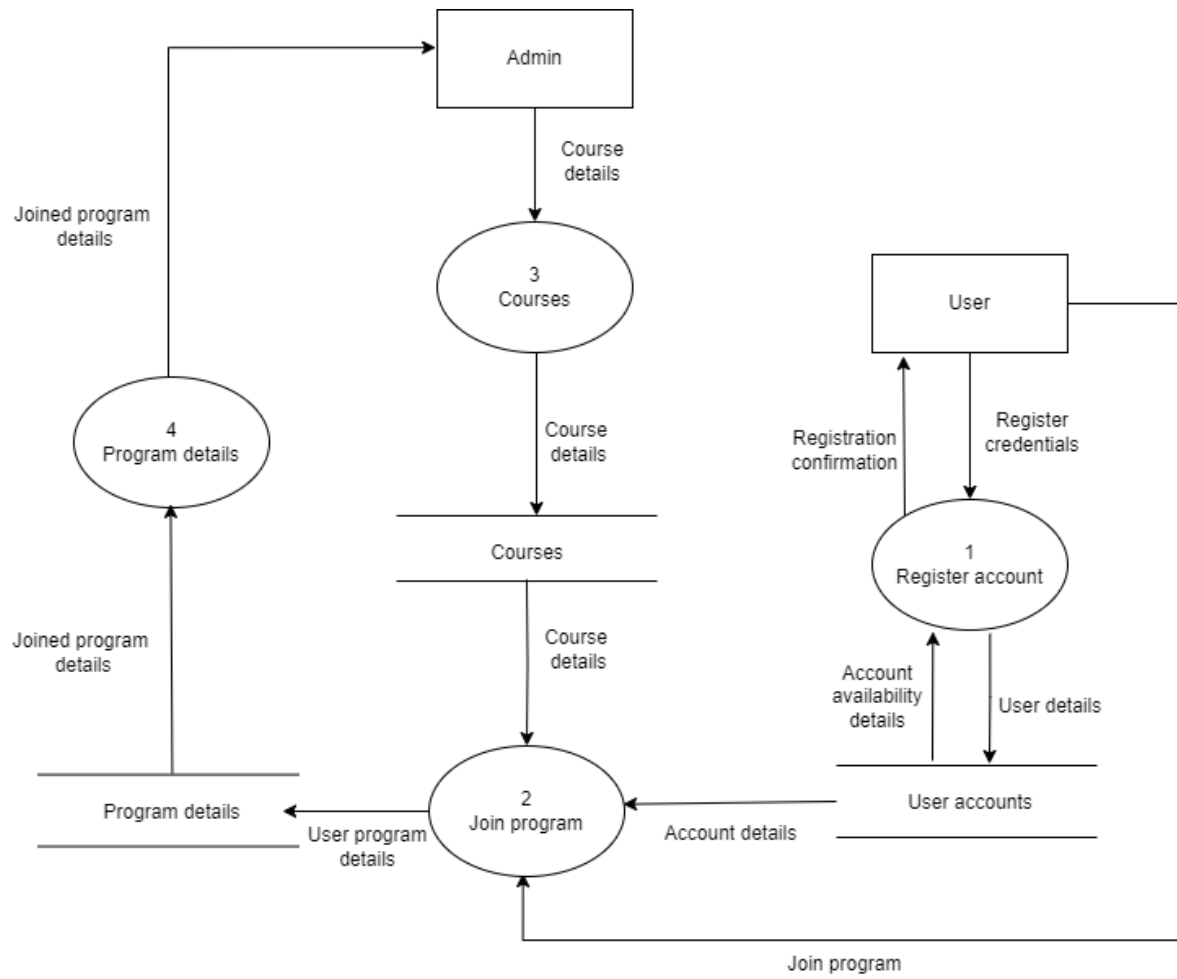 Admin
Course
details
Joined program
details
3
Courses
User
4
Program details
Course
details
Registration
confirmation
Register
credentials
Courses
1
Register account
Joined program
details
Course
details
Account
availability
details
User details
Program details
2
Join program
User accounts
User program
details
Account details
Join program